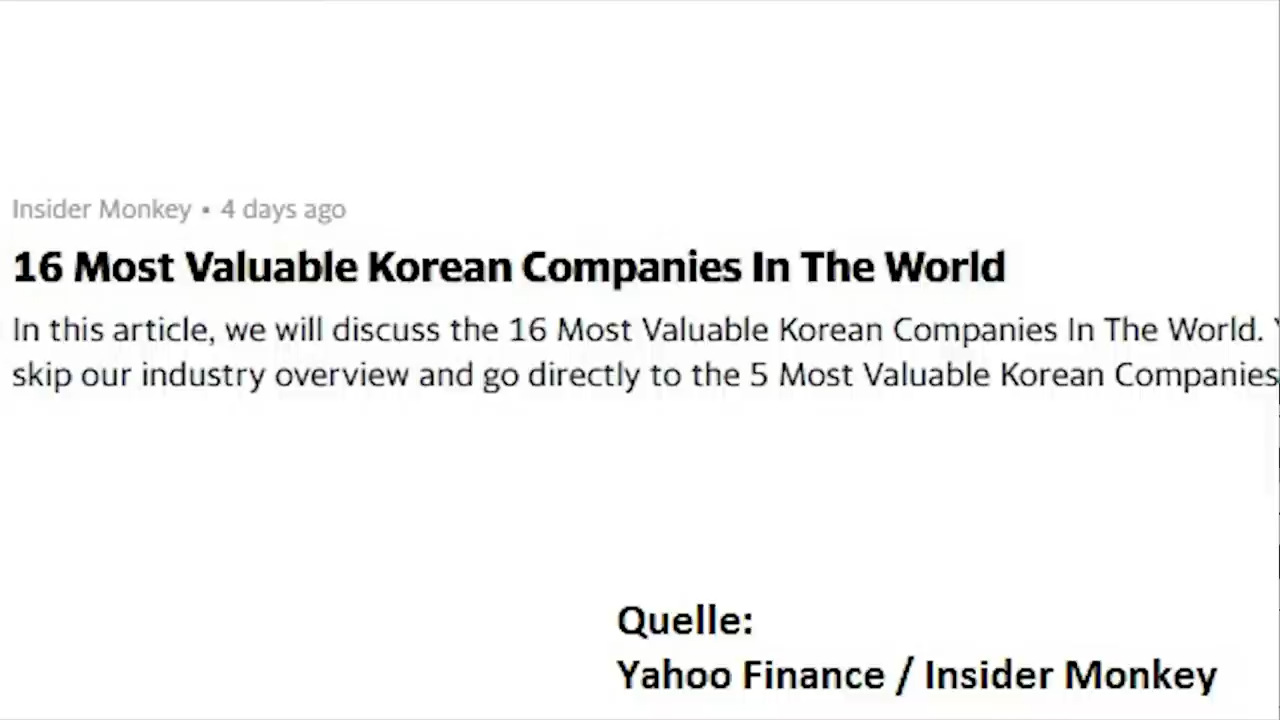 Insider Monkey • 4 days ago
16 Most Valuable Korean Companies In The World
In this article, we will discuss the 16 Most Valuable Korean Companies In The World.
skip our industry overview and go directly to the 5 Most Valuable Korean Companies
Quelle:
Yahoo Finance / Insider Monkey